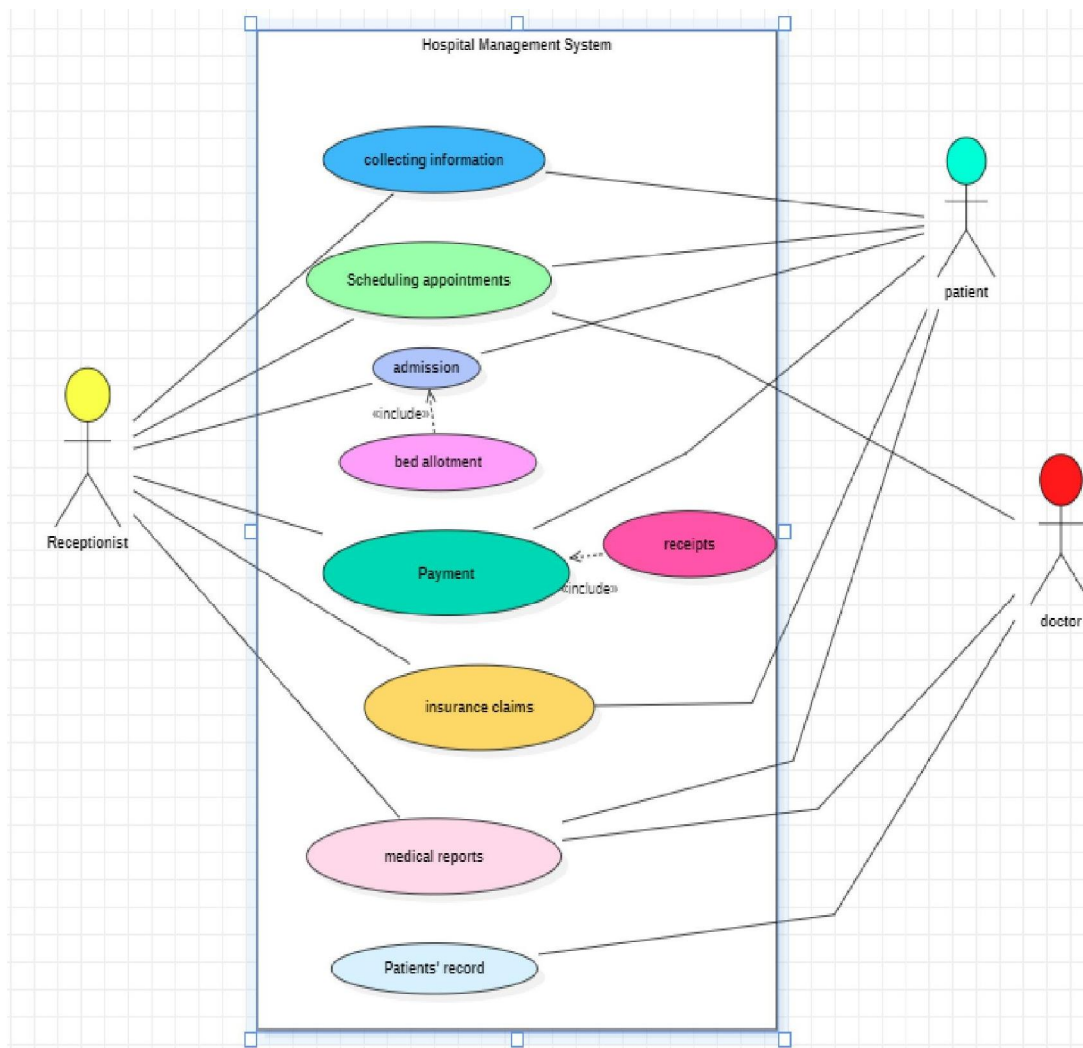 Hospital Management System
collecting information
Scheduling appointments
patient
admission
«include»
bed allotment
Receptionist
receipts
Payment
«include»
doctor
insurance claims
medical reports
Patients' record